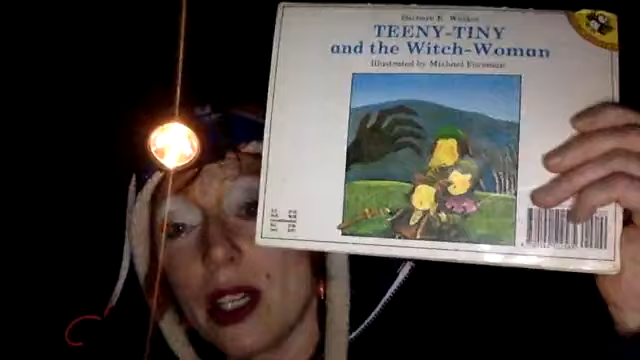 Barbara K. Walker
TEENY-TINY
and the Witch-Woman
Illustrated by Michael Foreman